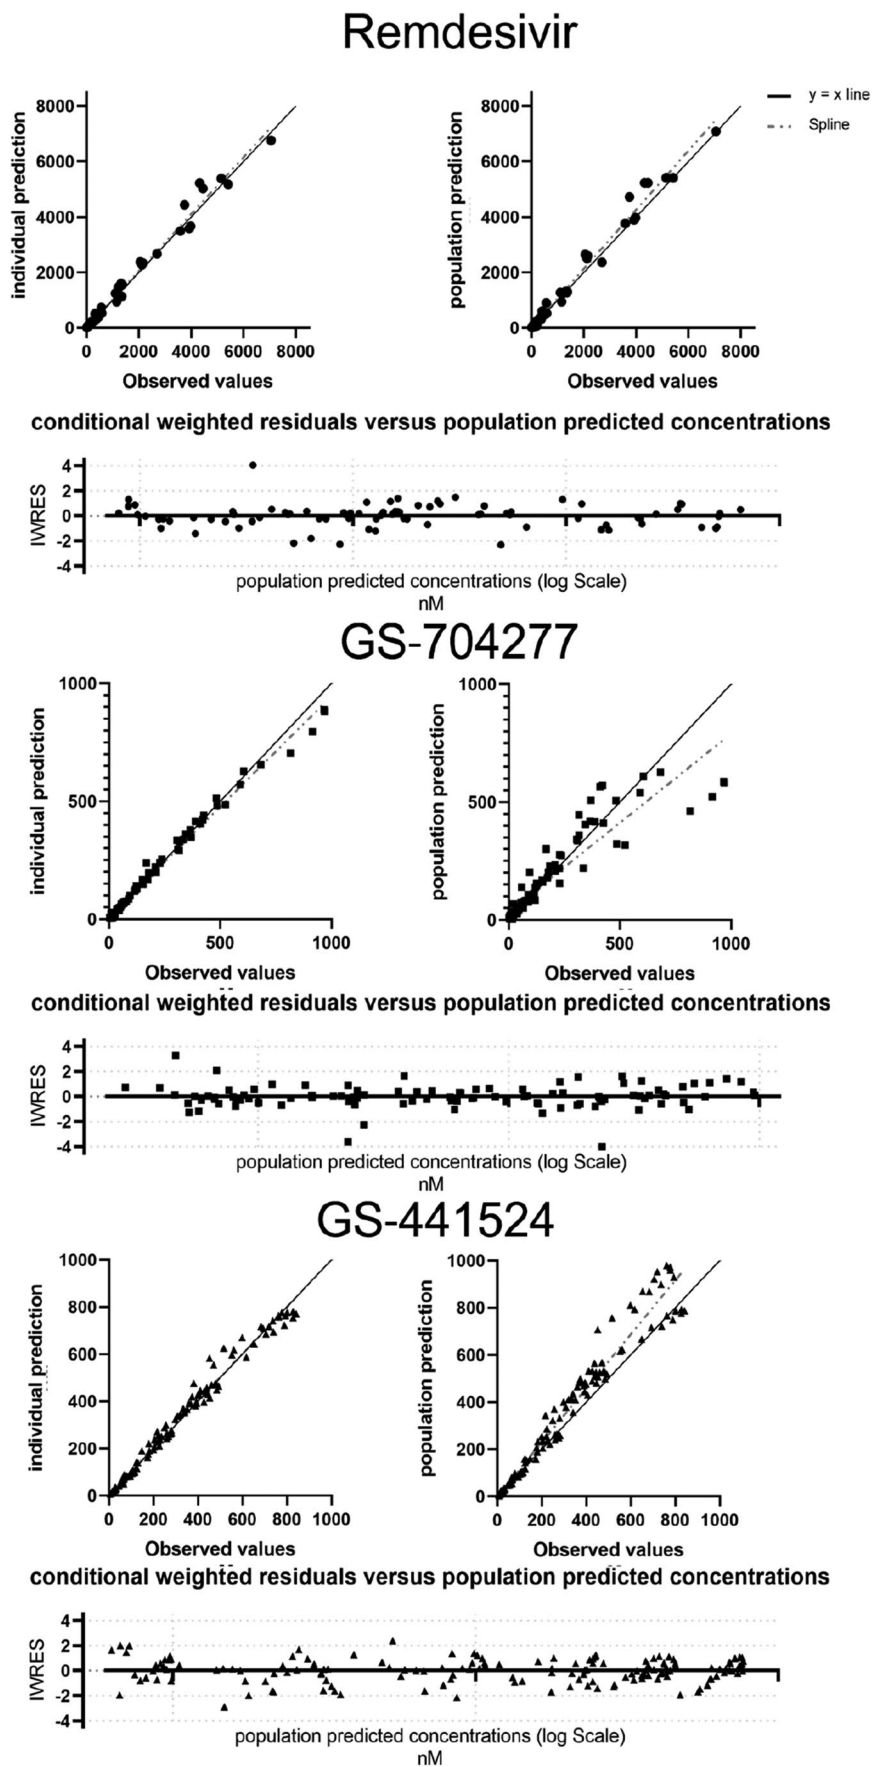 Remdesivir
individual prediction
8000
6000
4000
2000
0
0 2000 4000 6000 8000
Observed values
population prediction
8000
6000
4000
2000
0
0 2000 4000 6000 8000
Observed values
y = x line
Spline
conditional weighted residuals versus population predicted concentrations
IWRES
4
2
0
-2
-4
population predicted concentrations (log Scale)
nM
GS-704277
individual prediction
1000
500
0
0 500 1000
Observed values
population prediction
1000
500
0
0 500 1000
Observed values
conditional weighted residuals versus population predicted concentrations
IWRES
4
2
0
-2
-4
population predicted concentrations (log Scale)
nM
GS-441524
individual prediction
1000
800
600
400
200
0
0 200 400 600 800 1000
Observed values
population prediction
1000
800
600
400
200
0
0 200 400 600 800 1000
Observed values
conditional weighted residuals versus population predicted concentrations
IWRES
4
2
0
-2
-4
population predicted concentrations (log Scale)
nM